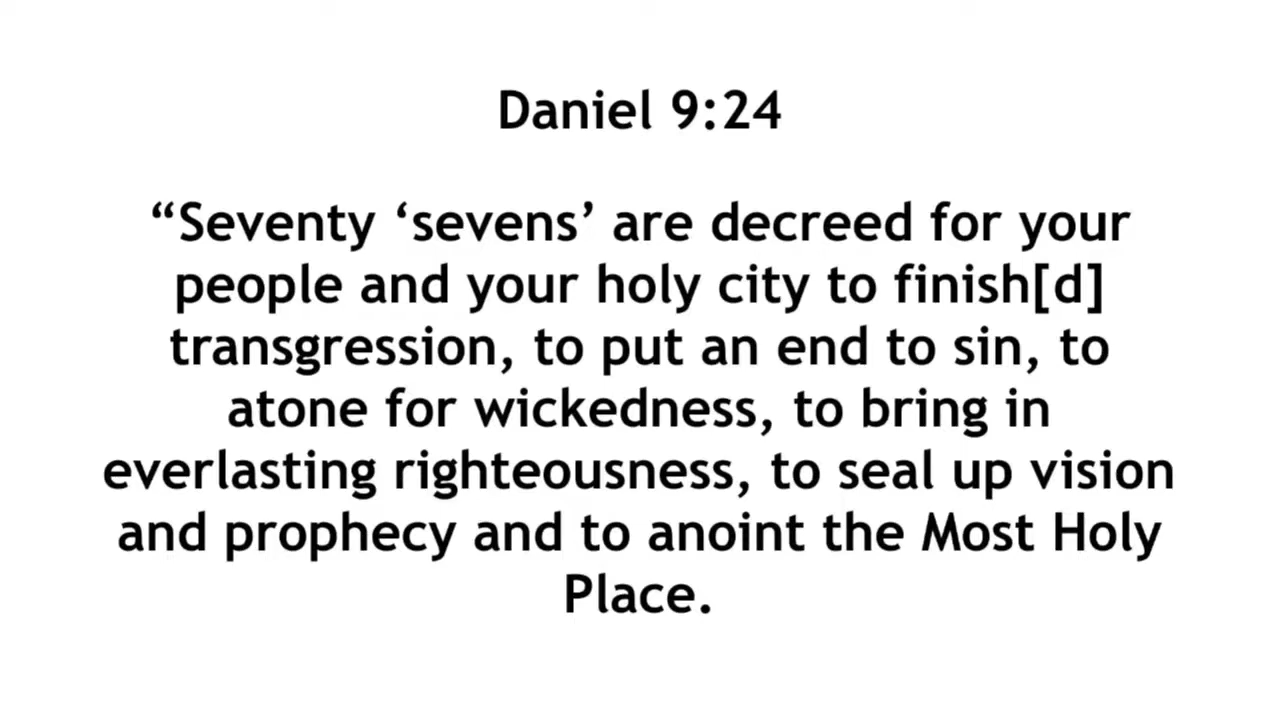 Daniel 9:24
“Seventy ‘sevens’ are decreed for your
people and your holy city to finish[d]
transgression, to put an end to sin, to
atone for wickedness, to bring in
everlasting righteousness, to seal up vision
and prophecy and to anoint the Most Holy
Place.